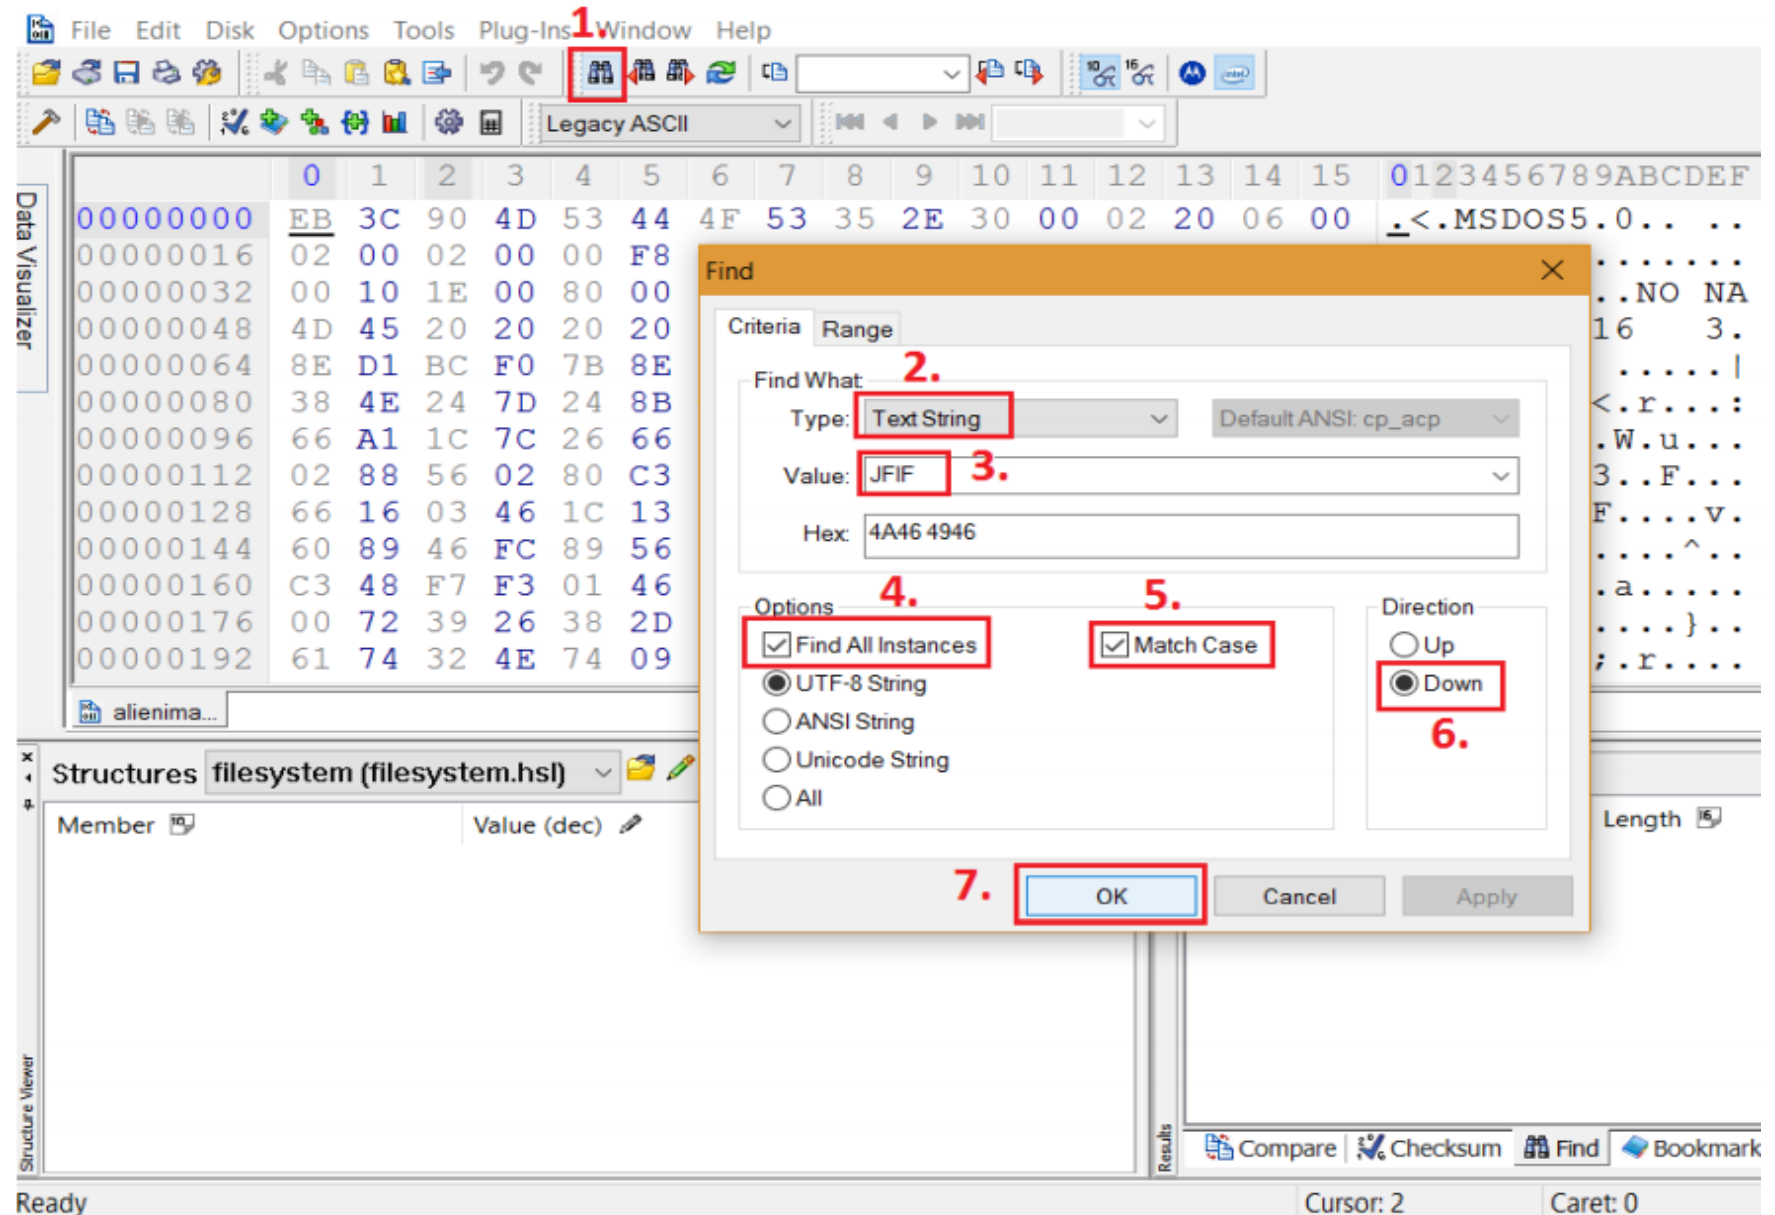 1.
File Edit Disk Options Tools Plug-Ins Window Help
10 16 intel
Legacy ASCII
Data Visualizer
0 1 2 3 4 5 6 7 8 9 10 11 12 13 14 15 0123456789ABCDEF
00000000 EB 3C 90 4D 53 44 4F 53 35 2E 30 00 02 20 06 00 .<.MSDOS5.0.. ..
00000016 02 00 02 00 00 F8 .......
00000032 00 10 1E 00 80 00 ..NO NA
00000048 4D 45 20 20 20 20 16 3.
00000064 8E D1 BC F0 7B 8E .....|
00000080 38 4E 24 7D 24 8B <.r...:
00000096 66 A1 1C 7C 26 66 .W.u...
00000112 02 88 56 02 80 C3 3..F...
00000128 66 16 03 46 1C 13 F....v.
00000144 60 89 46 FC 89 56 ....^..
00000160 C3 48 F7 F3 01 46 .a.....
00000176 00 72 39 26 38 2D ....}..
00000192 61 74 32 4E 74 09 ;.r....
Find
Criteria Range
Find What 2.
Type: Text String Default ANSI: cp_acp
Value: JFIF 3.
Hex: 4A46 4946
4. 5.
Options Direction
Find All Instances Match Case Up
UTF-8 String Down
ANSI String 6.
Unicode String
All
7. OK Cancel Apply
alienima...
Structures filesystem (filesystem.hsl)
Member 10 Value (dec) Length 16
Structure Viewer
Results
Compare Checksum Find Bookmark
Ready Cursor: 2 Caret: 0